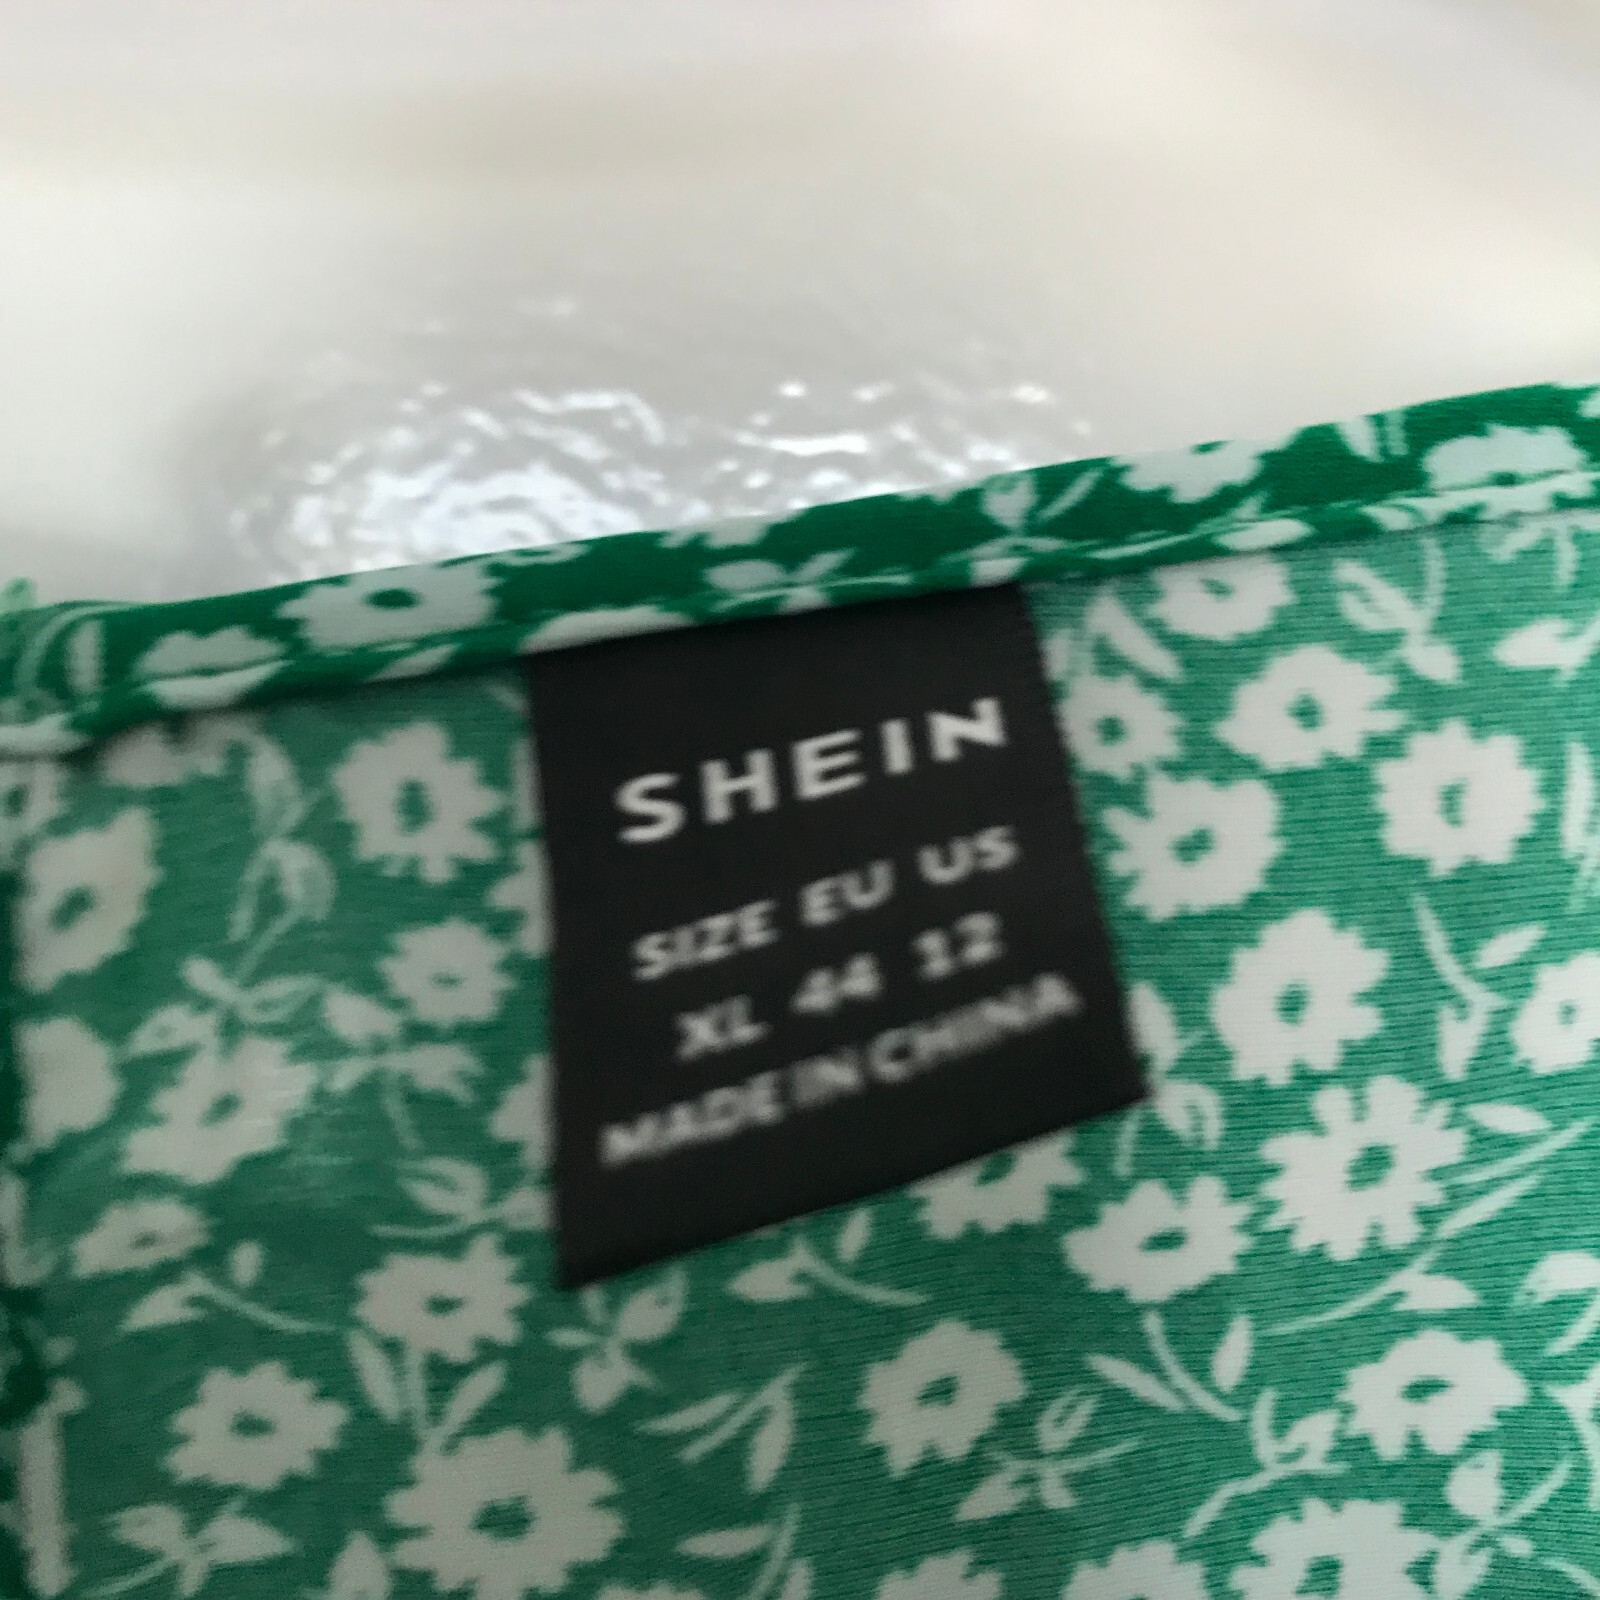 SHEIN
SIZE EU US
XL 44 12
MADE IN CHINA